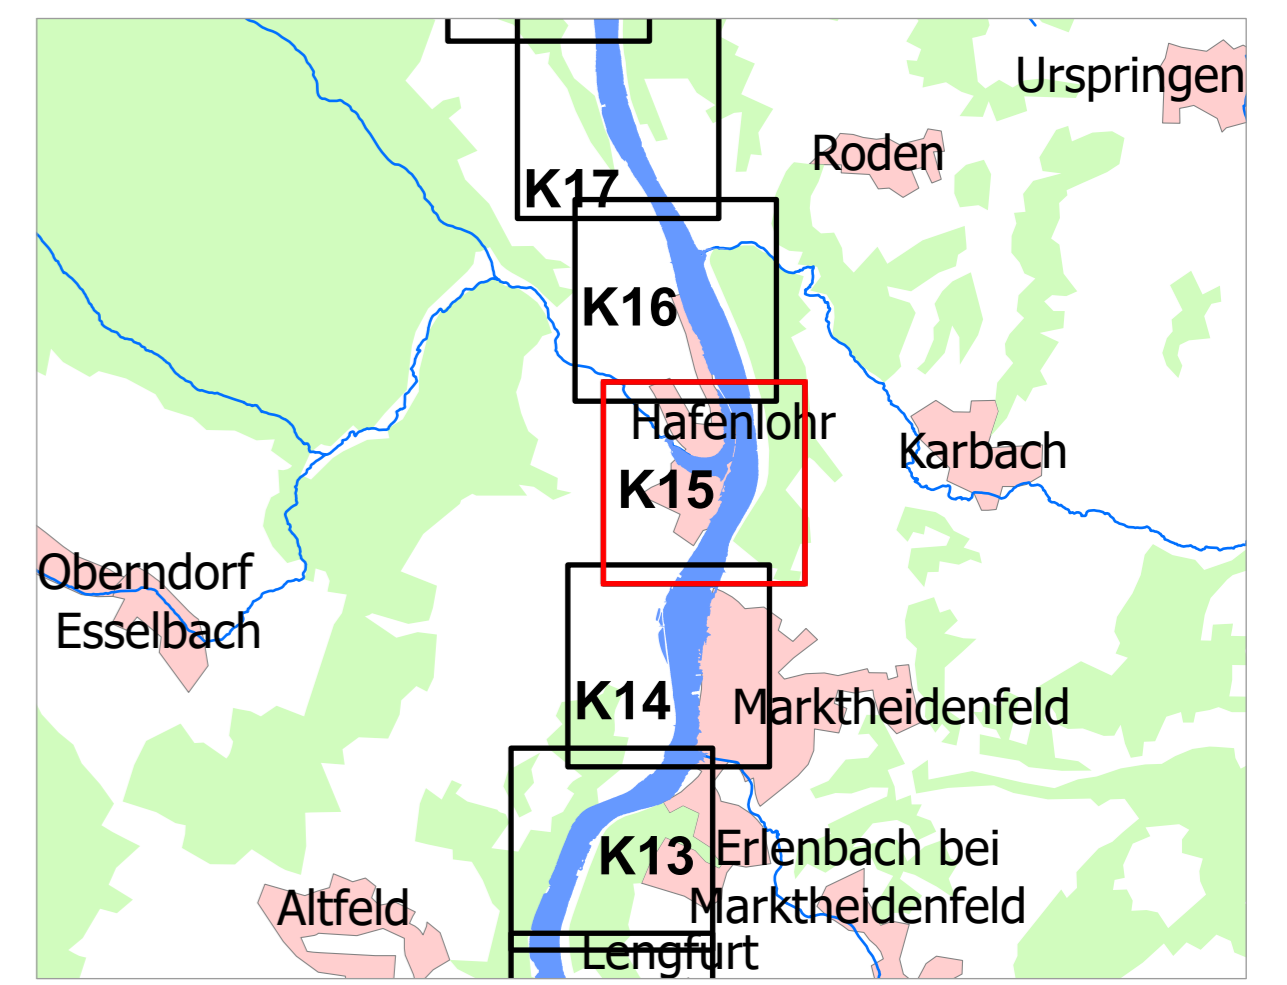 Urspringen
Roden
K17
K16
Hafenlohr
Karbach
K15
Oberndorf
Esselbach
K14
Marktheidenfeld
K13
Erlenbach bei
Marktheidenfeld
Altfeld
Lengfurt